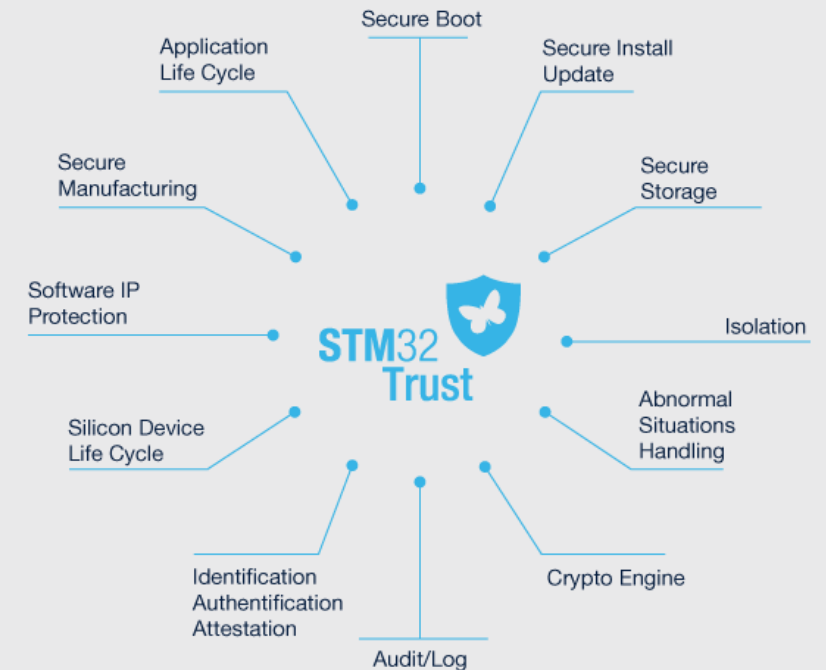 Secure Boot
Application
Life Cycle
Secure Install
Update
Secure
Manufacturing
Secure
Storage
Software IP
Protection
Isolation
STM32
Trust
Silicon Device
Life Cycle
Abnormal
Situations
Handling
Identification
Authentification
Attestation
Crypto Engine
Audit/Log